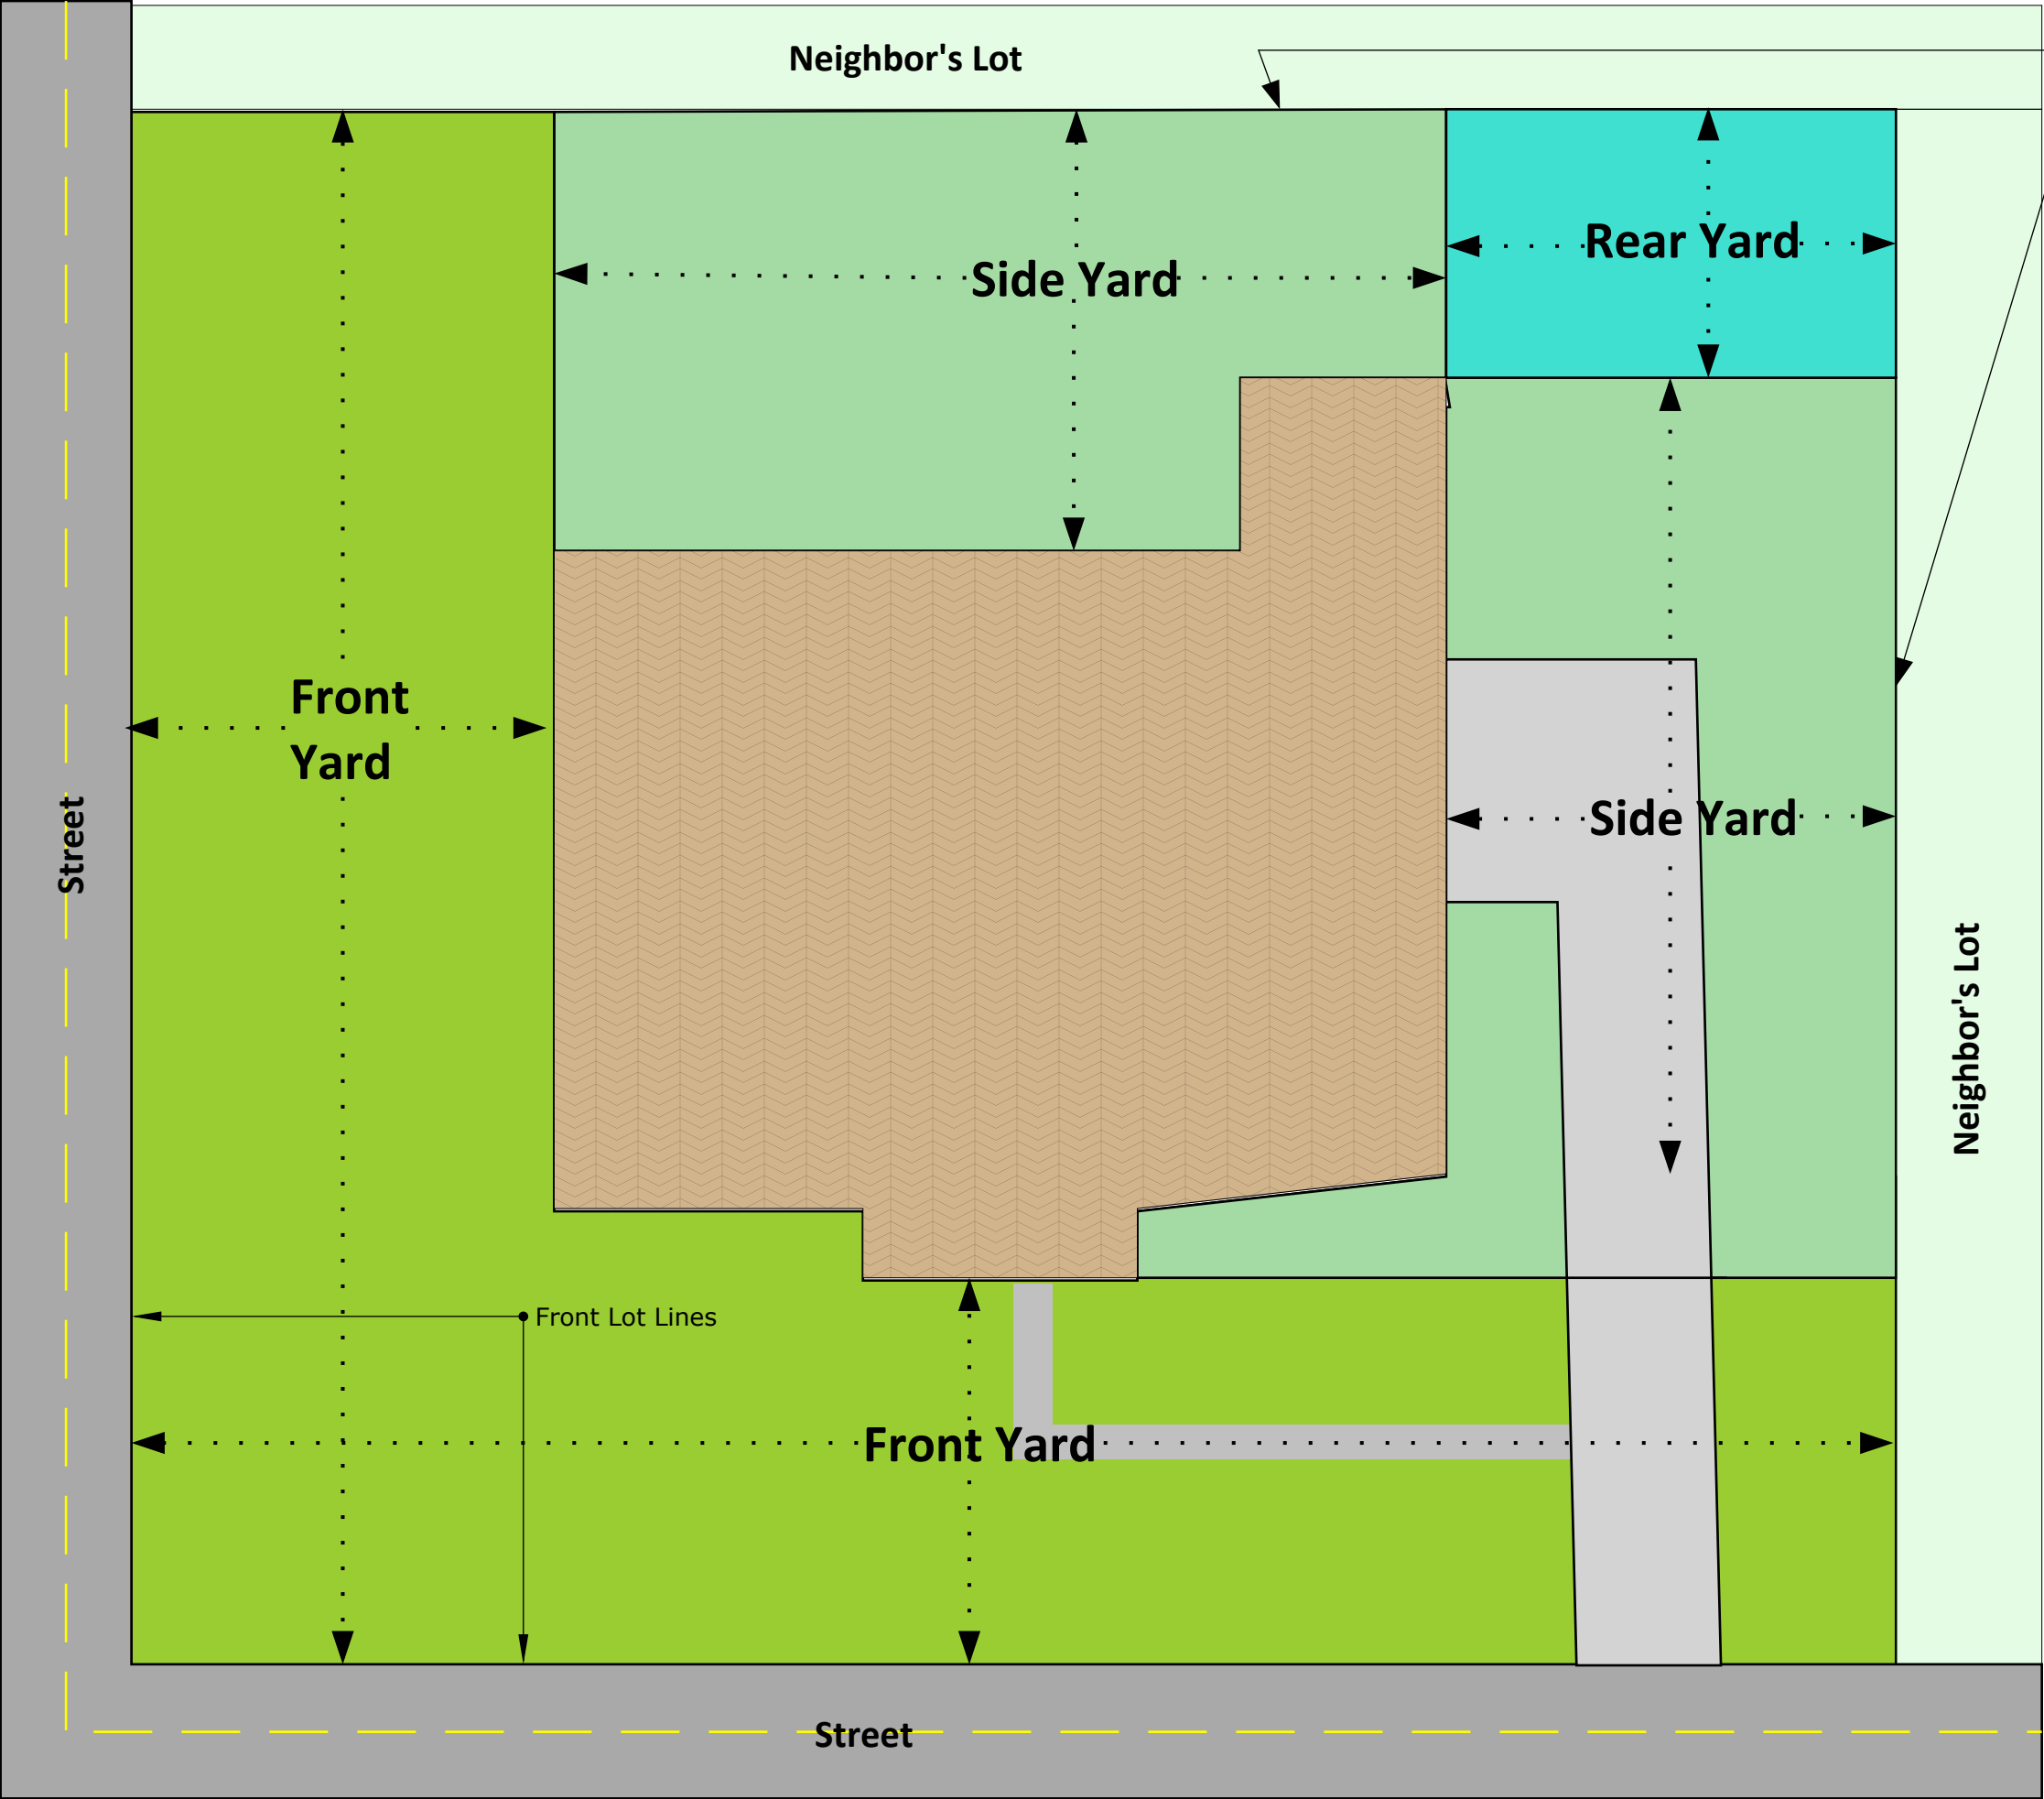 Neighbor's Lot
Rear Yard
Side Yard
Front
Yard
Side Yard
Street
Neighbor's Lot
Front Lot Lines
Front Yard
Street